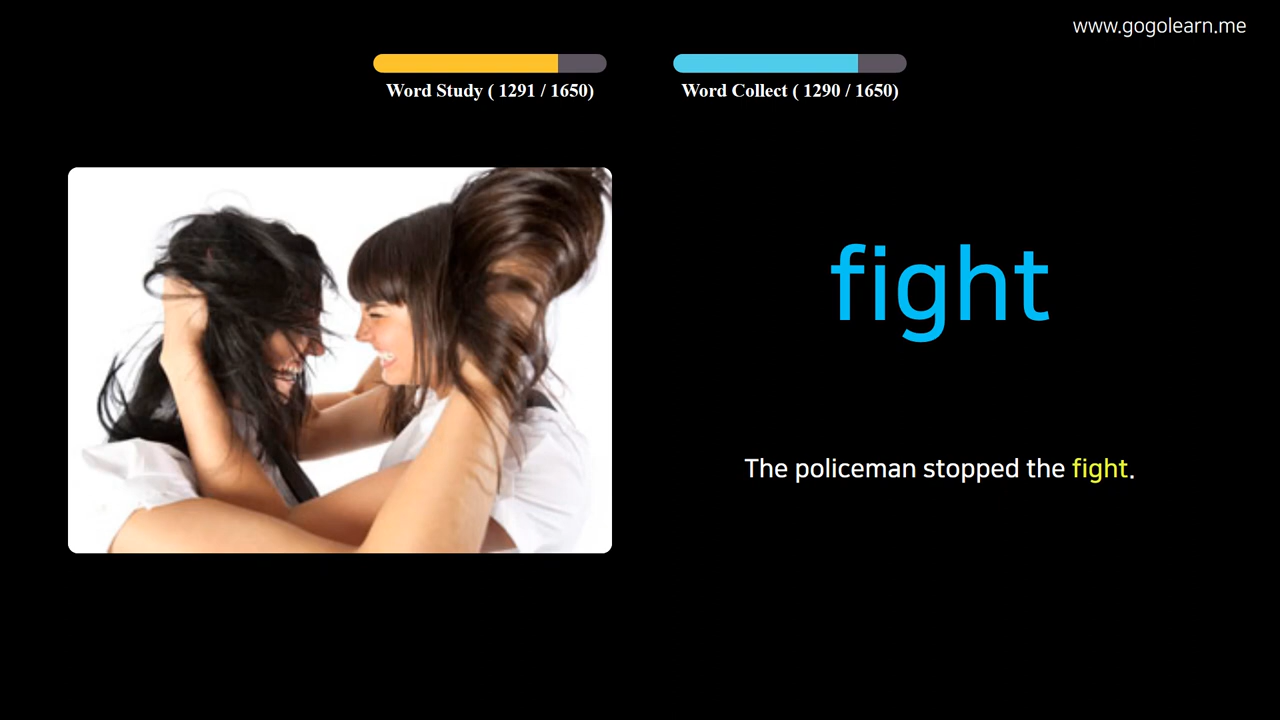 www.gogolearn.me
Word Study ( 1291 / 1650)
Word Collect ( 1290 / 1650)
fight
The policeman stopped the fight.